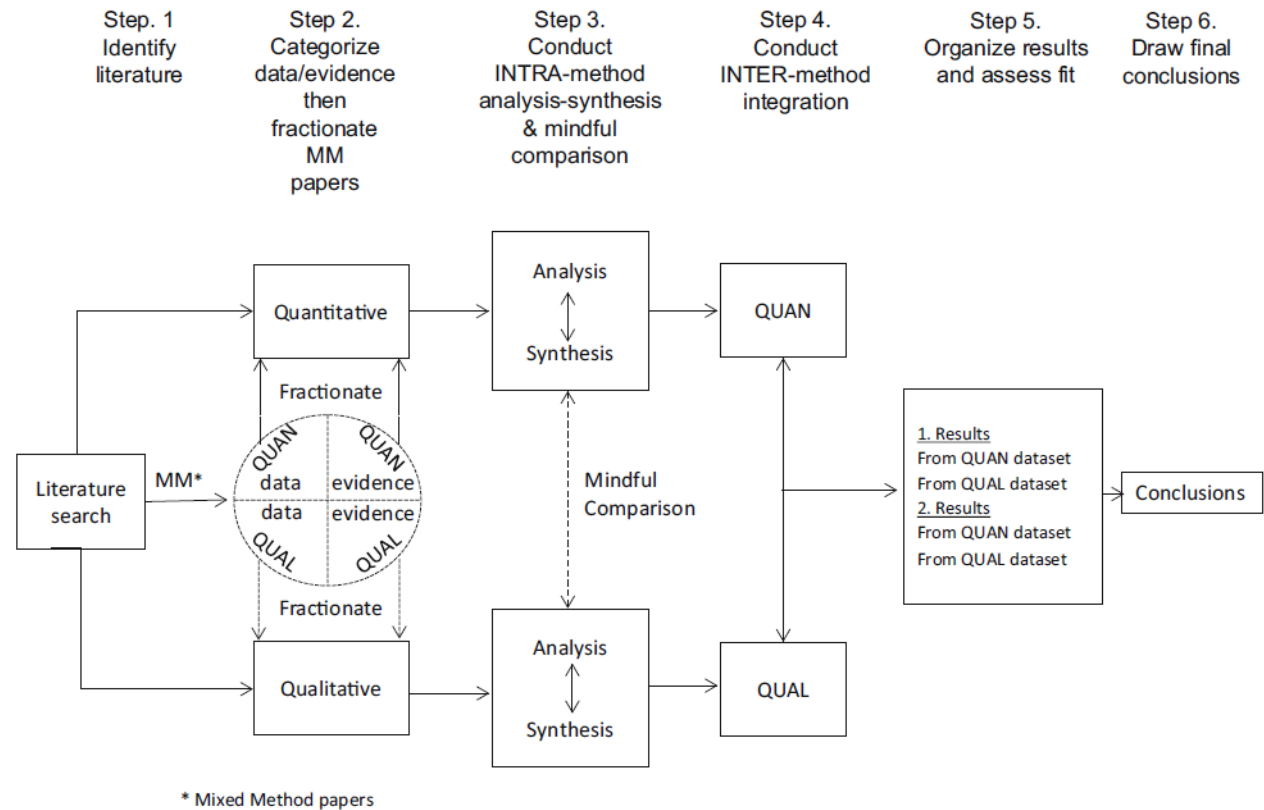 Step. 1
Identify
literature
Step 2.
Categorize
data/evidence
then
fractionate
MM
papers
Step 3.
Conduct
INTRA-method
analysis-synthesis
& mindful
comparison
Step 4.
Conduct
INTER-method
integration
Step 5.
Organize results
and assess fit
Step 6.
Draw final
conclusions
Literature
search
MM*
Quantitative
Fractionate
QUAN
QUAN
data
evidence
data
evidence
QUAL
QUAL
Fractionate
Qualitative
Analysis
Synthesis
Mindful
Comparison
Analysis
Synthesis
QUAN
QUAL
1. Results
From QUAN dataset
From QUAL dataset
2. Results
From QUAN dataset
From QUAL dataset
Conclusions
* Mixed Method papers